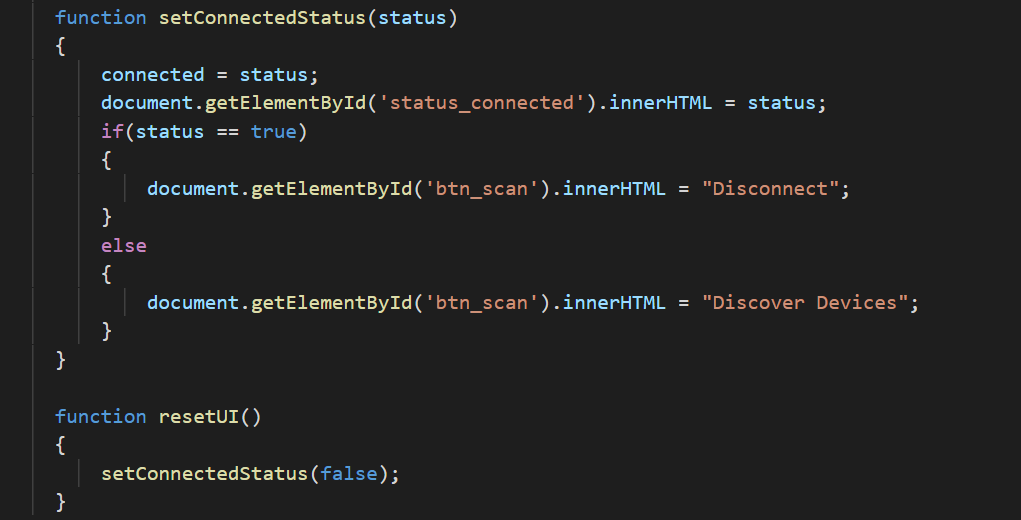 function setConnectedStatus(status)
{
connected = status;
document.getElementById('status_connected').innerHTML = status;
if(status == true)
{
document.getElementById('btn_scan').innerHTML = "Disconnect";
}
else
{
document.getElementById('btn_scan').innerHTML = "Discover Devices";
}
}
function resetUI()
{
setConnectedStatus(false);
}